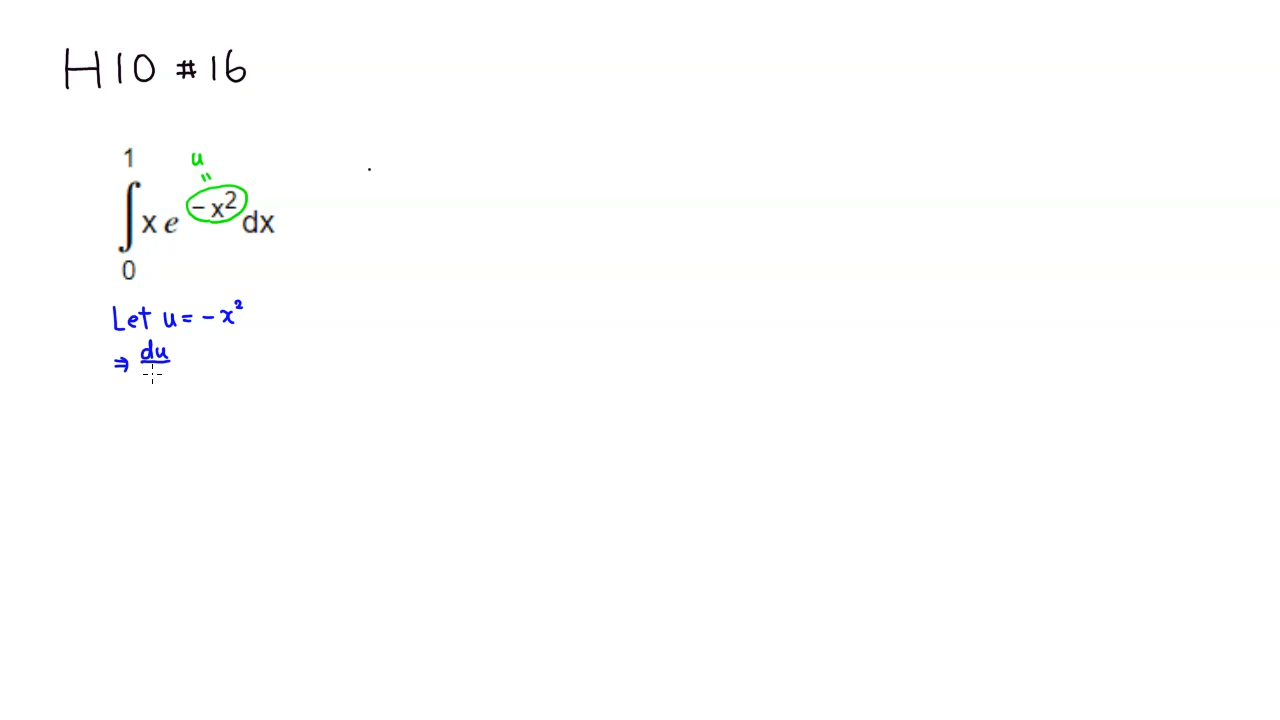 H10 #16
u
"
1
∫ x e −x² dx
0
Let u = −x²
⇒ du